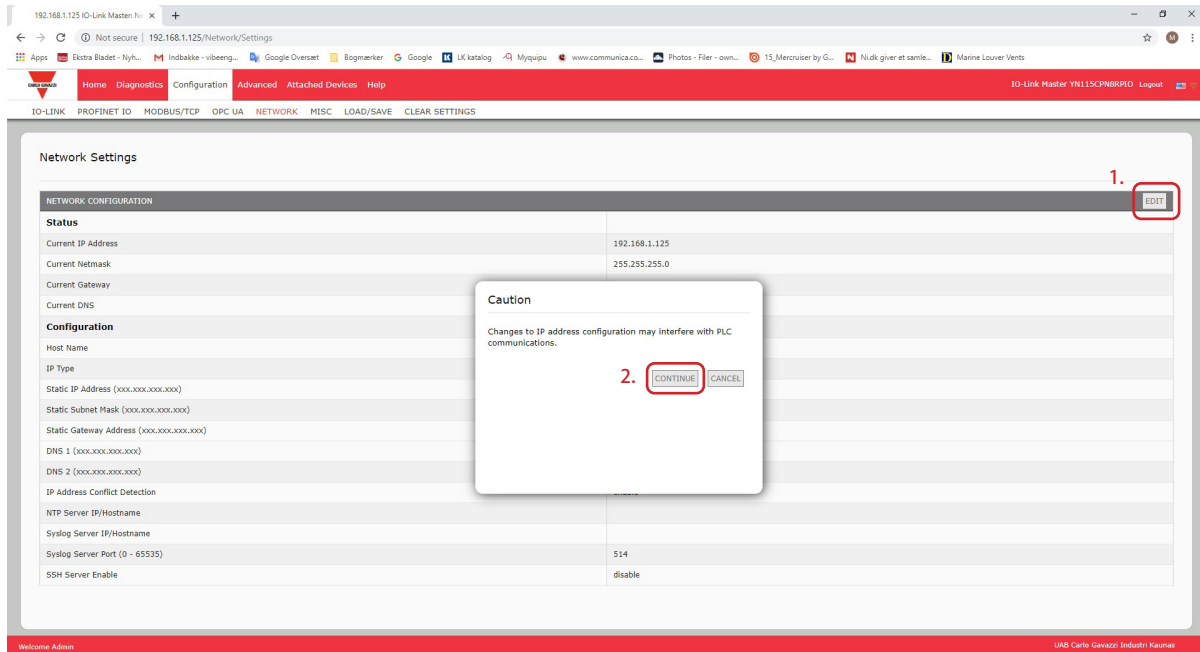 192.168.1.125 IO-Link Master: Ne
Not secure | 192.168.1.125/Network/Settings
M
Apps Ekstra Bladet - Nyh... Indbakke - vibeeng... Google Oversæt Bogmærker Google LK katalog Myquipu www.communica.co... Photos - Filer - own... 15_Mercruiser by G... Ni.dk giver et samle... Marine Louver Vents
CARLO GAVAZZI Home Diagnostics Configuration Advanced Attached Devices Help IO-Link Master YN115CPN8RPIO Logout
IO-LINK PROFINET IO MODBUS/TCP OPC UA NETWORK MISC LOAD/SAVE CLEAR SETTINGS
Network Settings
1.
NETWORK CONFIGURATION EDIT
Status
Current IP Address 192.168.1.125
Current Netmask 255.255.255.0
Current Gateway
Current DNS
Configuration
Host Name
IP Type
Static IP Address (xxx.xxx.xxx.xxx)
Static Subnet Mask (xxx.xxx.xxx.xxx)
Static Gateway Address (xxx.xxx.xxx.xxx)
DNS 1 (xxx.xxx.xxx.xxx)
DNS 2 (xxx.xxx.xxx.xxx)
IP Address Conflict Detection
NTP Server IP/Hostname
Syslog Server IP/Hostname
Syslog Server Port (0 - 65535) 514
SSH Server Enable disable
Caution
Changes to IP address configuration may interfere with PLC
communications.
2. CONTINUE CANCEL
Welcome Admin UAB Carlo Gavazzi Industri Kaunas